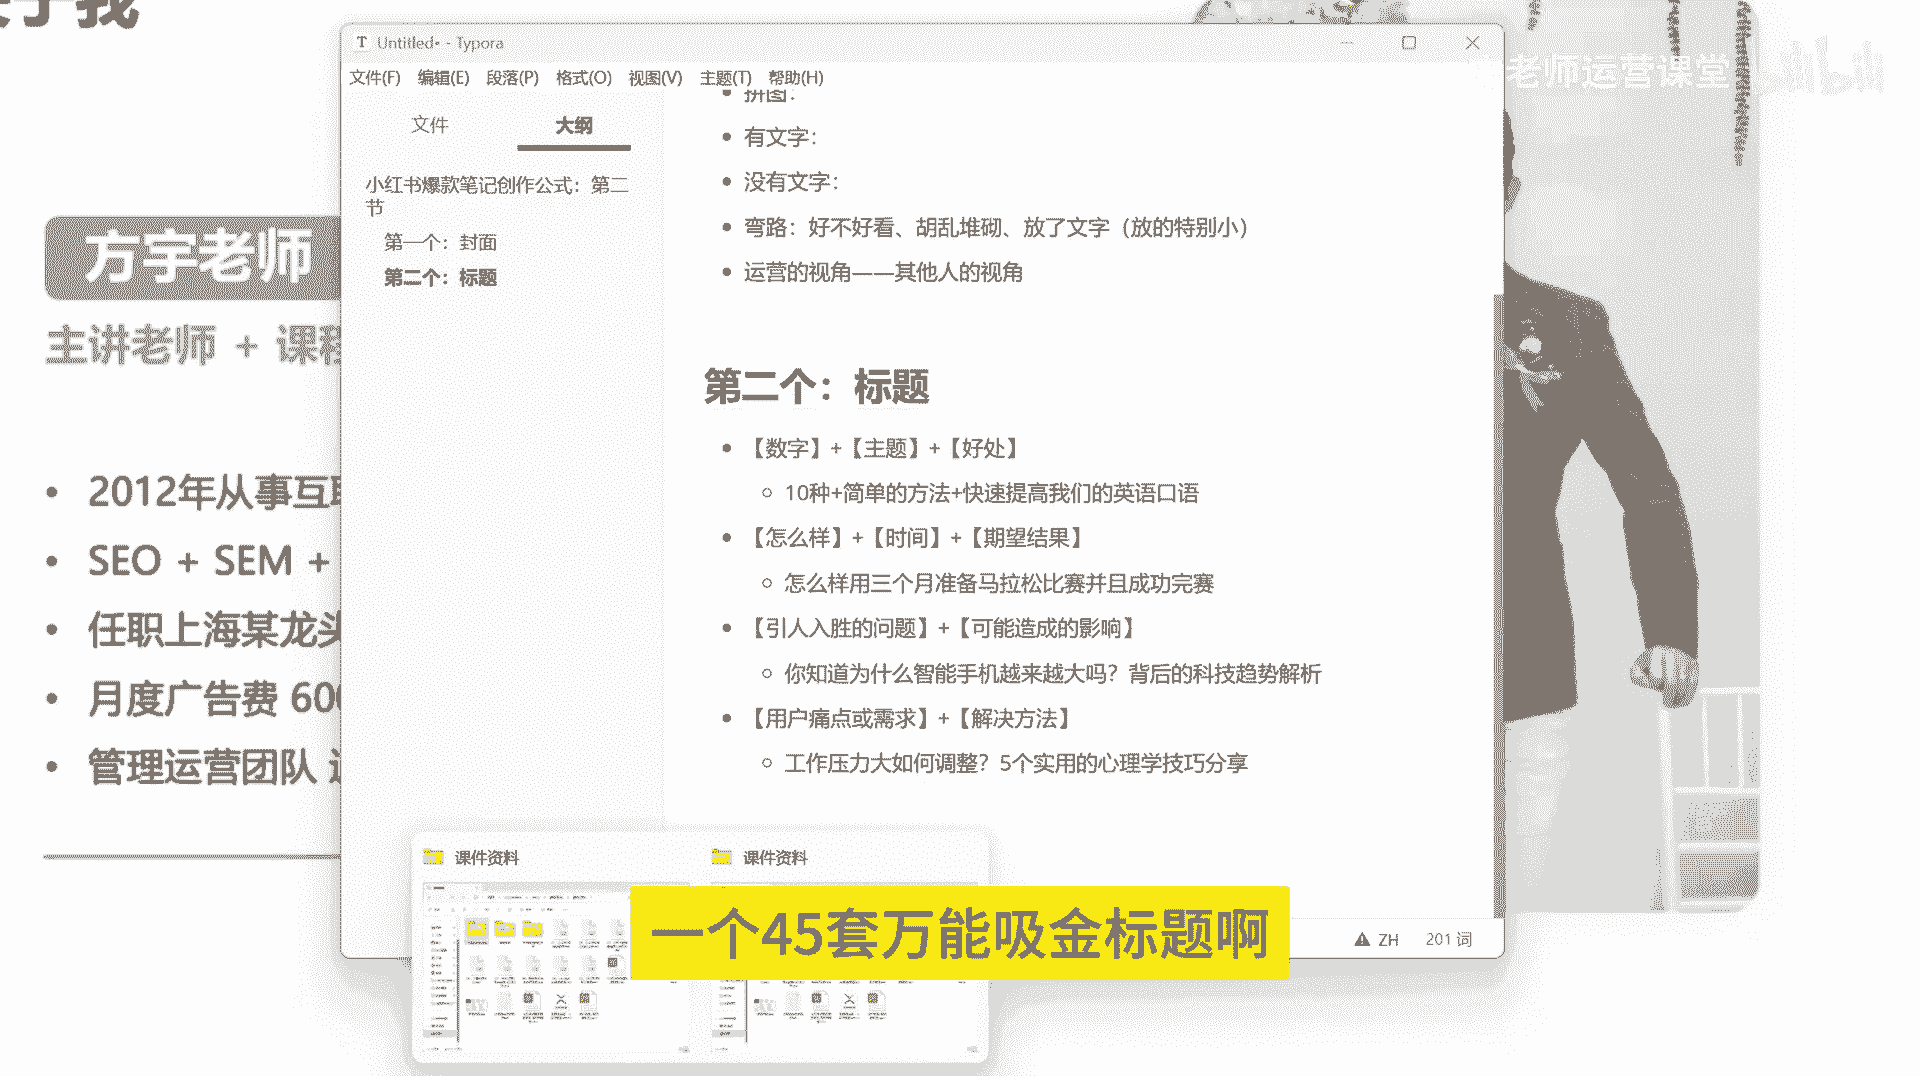 于我
Untitled• - Typora
文件(F) 编辑(E) 段落(P) 格式(O) 视图(V) 主题(T) 帮助(H)
老师运营课堂
bilibili
文件
大纲
小红书爆款笔记创作公式：第二
节
第一个：封面
第二个：标题
拼图：
有文字：
没有文字：
弯路：好不好看、胡乱堆砌、放了文字（放的特别小）
运营的视角——其他人的视角
第二个：标题
【数字】+【主题】+【好处】
10种+简单的方法+快速提高我们的英语口语
【怎么样】+【时间】+【期望结果】
怎么样用三个月准备马拉松比赛并且成功完赛
【引人入胜的问题】+【可能造成的影响】
你知道为什么智能手机越来越大吗？背后的科技趋势解析
【用户痛点或需求】+【解决方法】
工作压力大如何调整？5个实用的心理学技巧分享
方宇老师
主讲老师 + 课程
2012年从事互联
SEO + SEM +
任职上海某龙头
月度广告费 600
管理运营团队
课件资料
课件资料
一个45套万能吸金标题啊
ZH
201 词